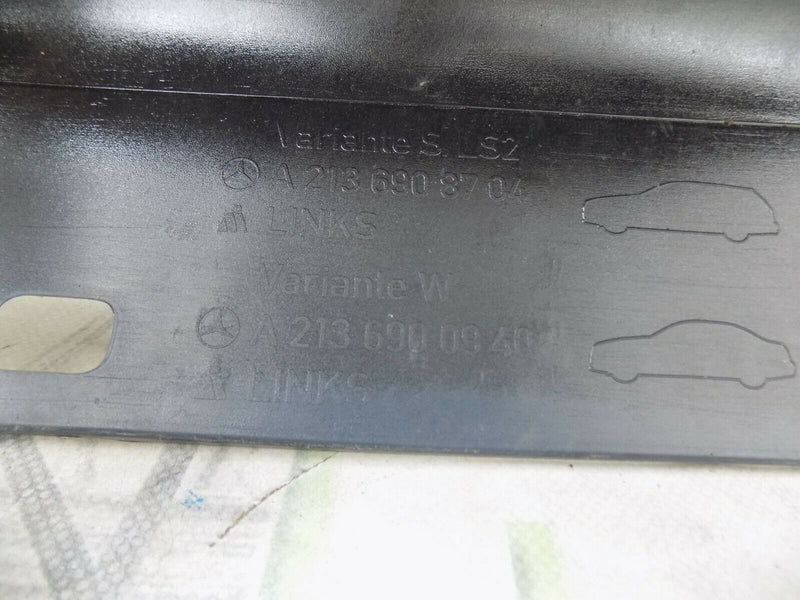 Variante S, LS2
A 213 690 87 04
LINKS
Variante W
A 213 690 09 40
LINKS